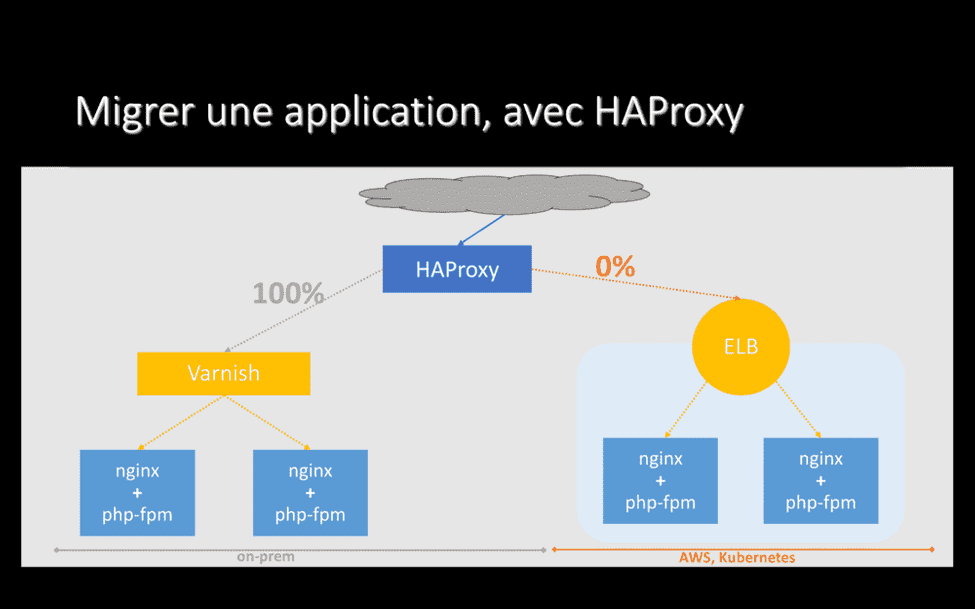 Migrer une application, avec HAProxy
HAProxy
100%
0%
Varnish
ELB
nginx
+
php-fpm
nginx
+
php-fpm
nginx
+
php-fpm
nginx
+
php-fpm
on-prem
AWS, Kubernetes